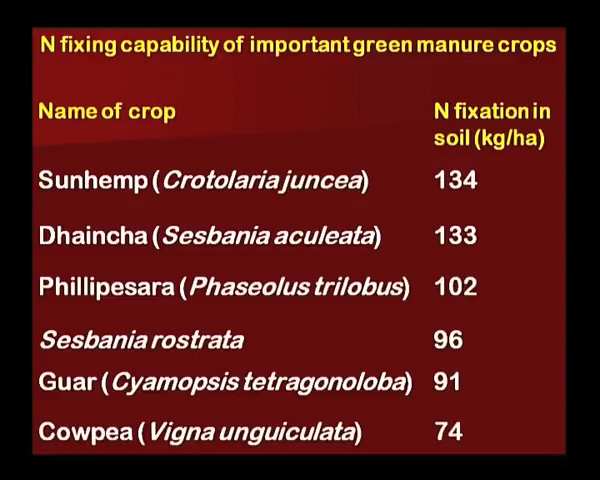 N fixing capability of important green manure crops
Name of crop N fixation in
soil (kg/ha)
Sunhemp (Crotolaria juncea) 134
Dhaincha (Sesbania aculeata) 133
Phillipesara (Phaseolus trilobus) 102
Sesbania rostrata 96
Guar (Cyamopsis tetragonoloba) 91
Cowpea (Vigna unguiculata) 74